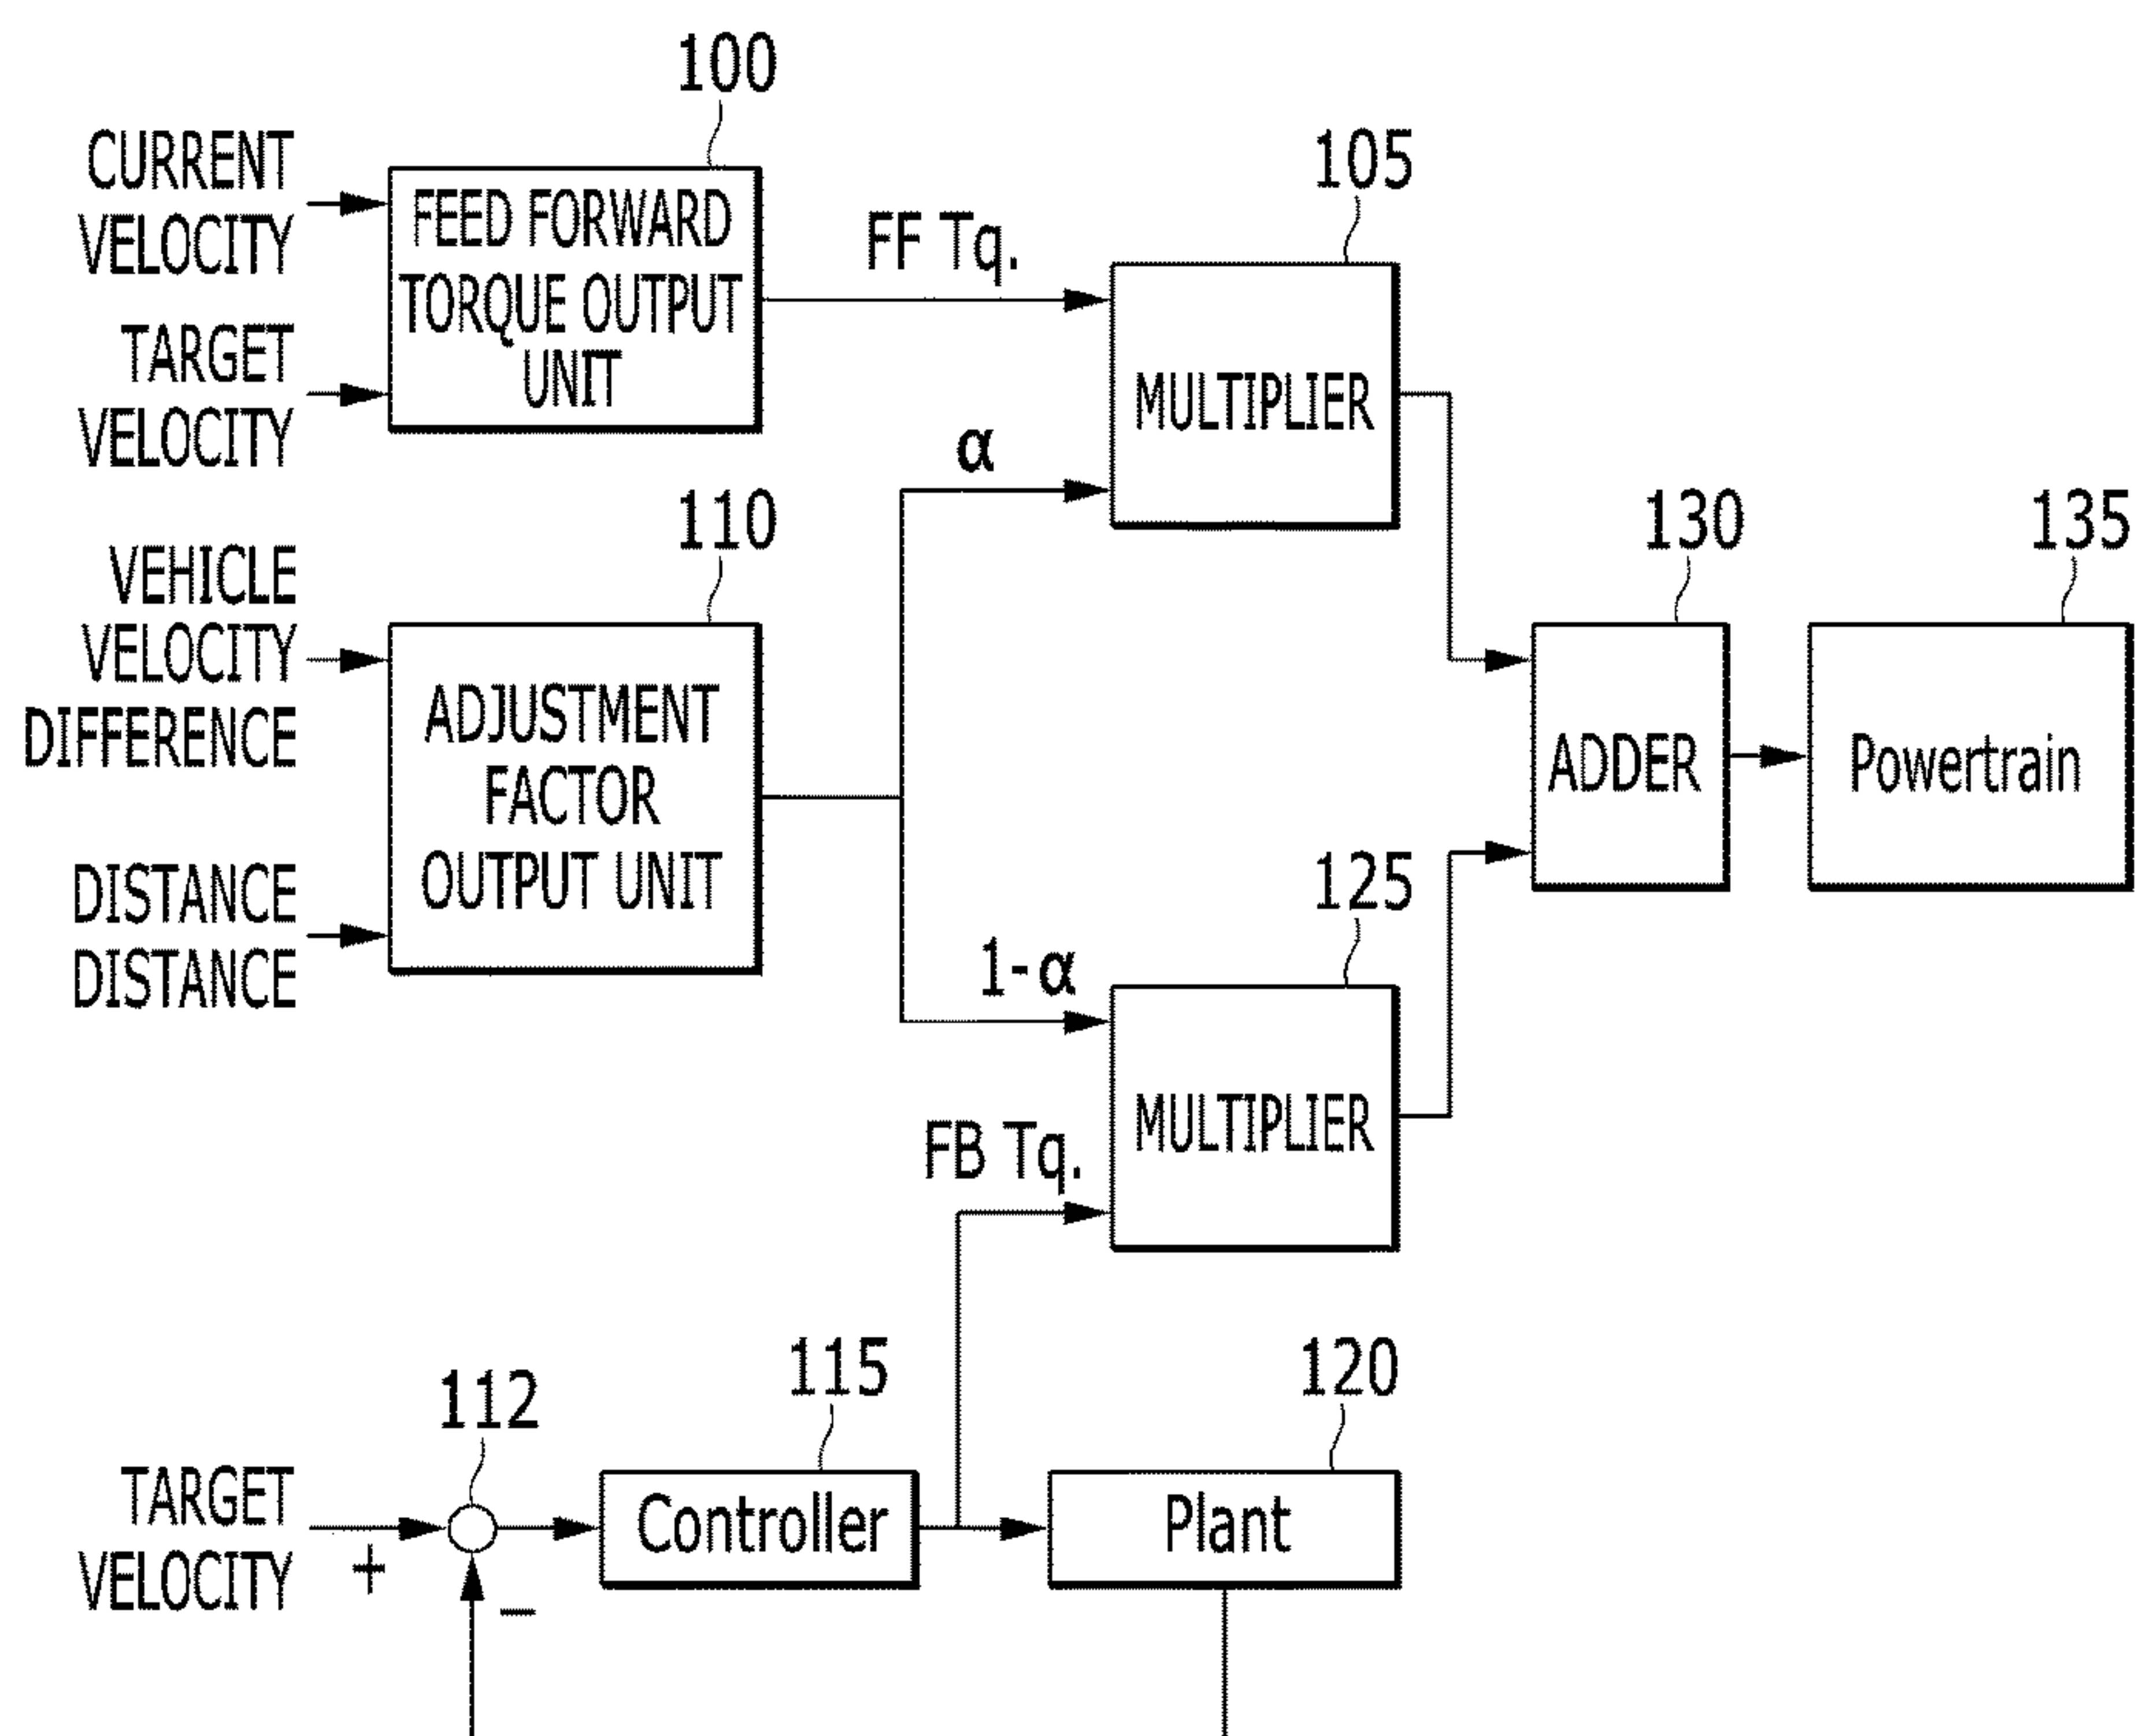 100
CURRENT
VELOCITY
TARGET
VELOCITY
FEED FORWARD
TORQUE OUTPUT
UNIT
FF Tq.
α
105
MULTIPLIER
110
VEHICLE
VELOCITY
DIFFERENCE
DISTANCE
DISTANCE
ADJUSTMENT
FACTOR
OUTPUT UNIT
130
ADDER
135
Powertrain
1-α
125
MULTIPLIER
FB Tq.
112
TARGET
VELOCITY
+
−
115
Controller
120
Plant